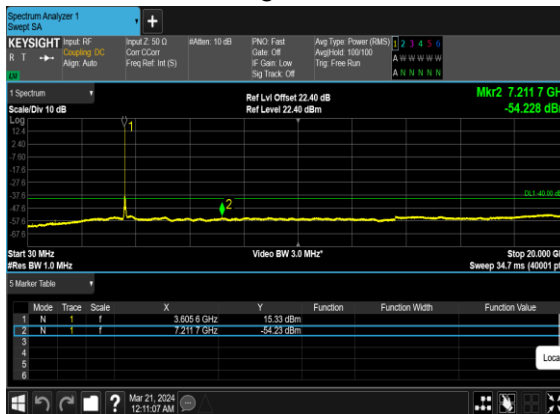 Spectrum Analyzer 1
Swept SA
+
KEYSIGHT Input: RF Input Z: 50 Ω #Atten: 10 dB PNO: Fast Avg Type: Power (RMS) 1 2 3 4 5 6
R T Coupling: DC Corr CCorr Gate: Off Avg|Hold: 100/100 A W W W W W
Align: Auto Freq Ref: Int (S) IF Gain: Low Trig: Free Run
Sig Track: Off A N N N N N
1 Spectrum Ref Lvl Offset 22.40 dB Mkr2 7.211 7 GH
Scale/Div 10 dB Ref Level 22.40 dBm -54.228 dB
Log
12.4 1
2.40
-7.60
-17.6
-27.6
-37.6 DL1 -40.00 dB
-47.6 2
-57.6
-67.6
Start 30 MHz Video BW 3.0 MHz* Stop 20.000 G
#Res BW 1.0 MHz Sweep 34.7 ms (40001 pt
5 Marker Table
Mode Trace Scale X Y Function Function Width Function Value
1 N 1 f 3.605 6 GHz 15.33 dBm
2 N 1 f 7.211 7 GHz -54.23 dBm
3
4
5
6
Loca
? Mar 21, 2024
12:11:07 AM